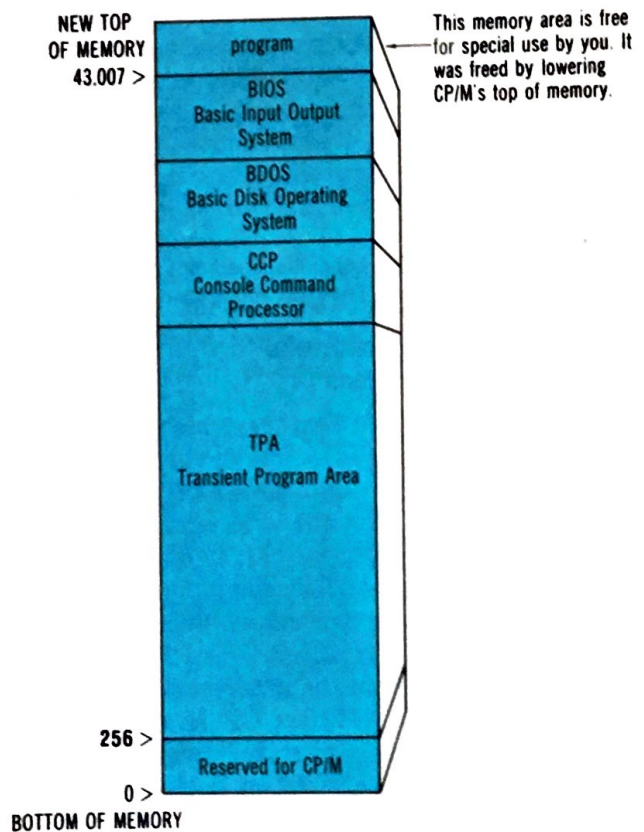 NEW TOP
OF MEMORY
43.007 >
program
This memory area is free
for special use by you. It
was freed by lowering
CP/M's top of memory.
BIOS
Basic Input Output
System
BDOS
Basic Disk Operating
System
CCP
Console Command
Processor
TPA
Transient Program Area
256 >
Reserved for CP/M
0 >
BOTTOM OF MEMORY